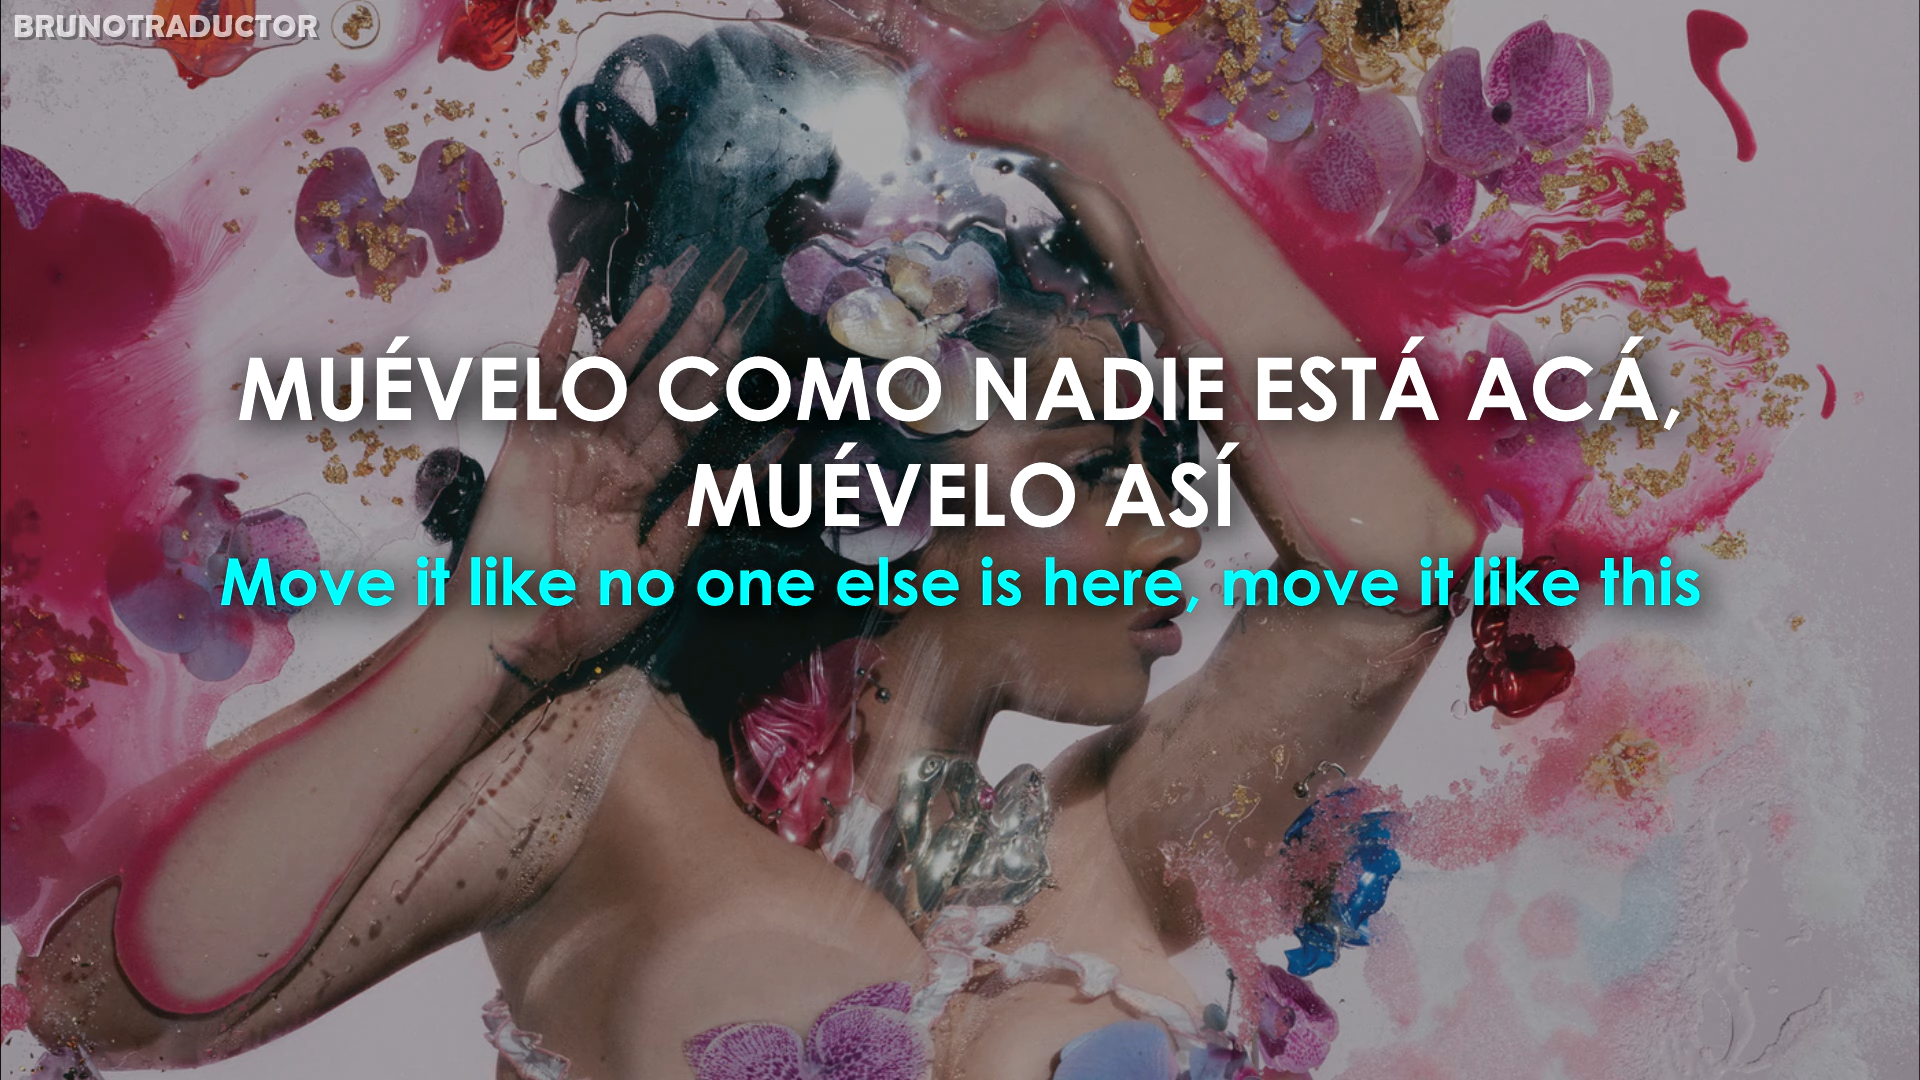 BRUNOTRADUCTOR
MUÉVELO COMO NADIE ESTÁ ACÁ,
MUÉVELO ASÍ
Move it like no one else is here, move it like this